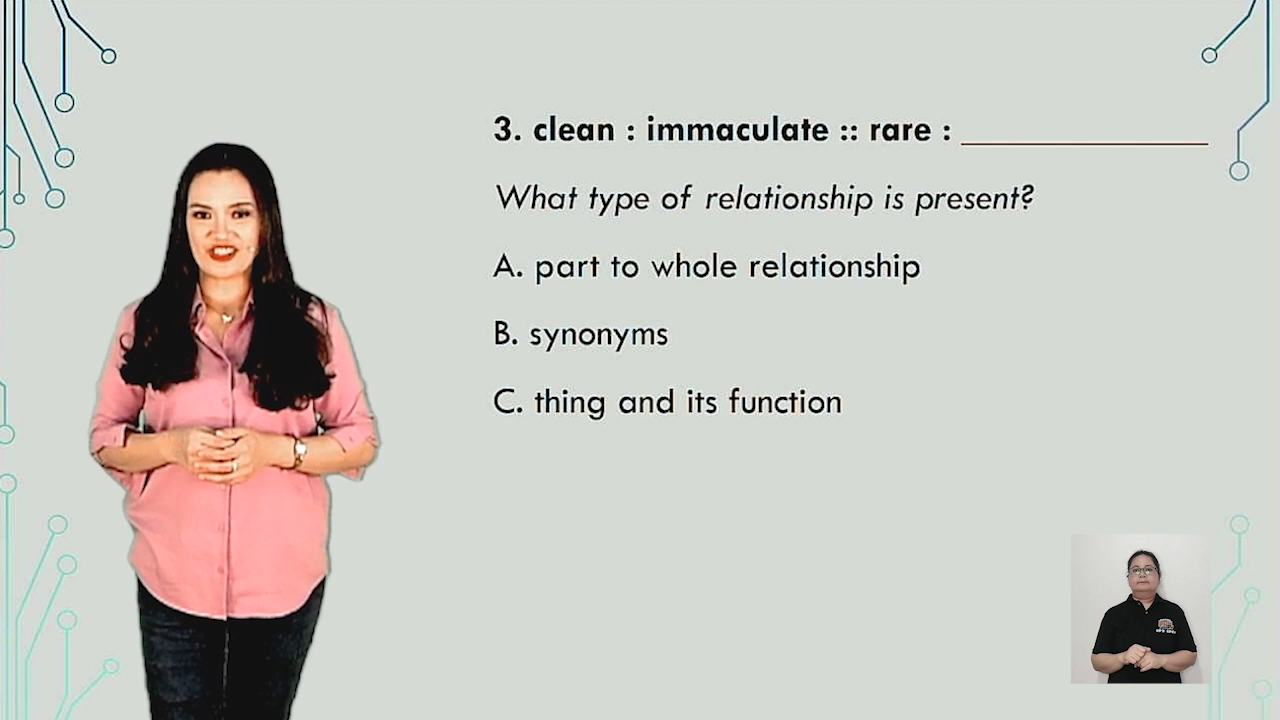 3. clean : immaculate :: rare : _____________
What type of relationship is present?
A. part to whole relationship
B. synonyms
C. thing and its function